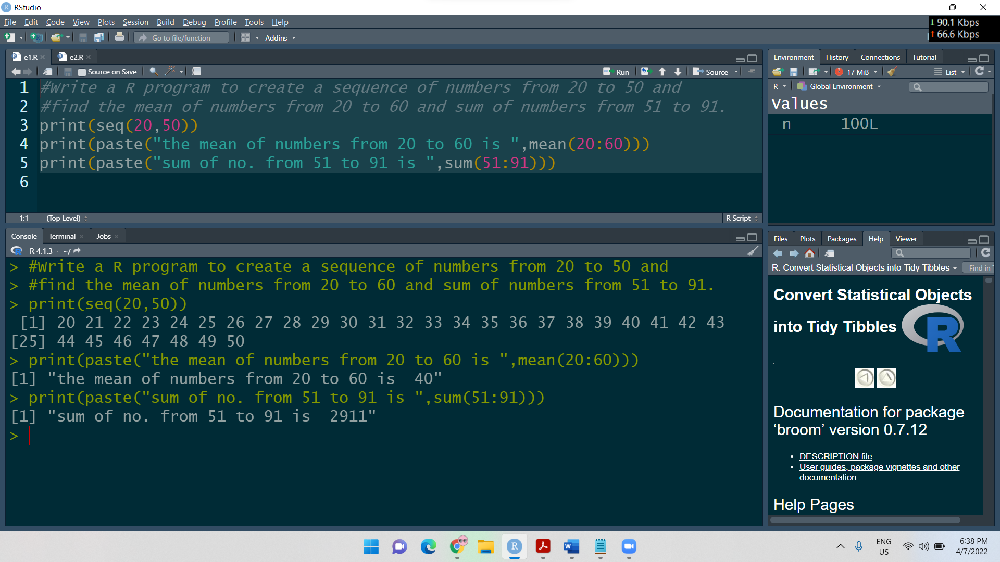 RStudio
File Edit Code View Plots Session Build Debug Profile Tools Help
90.1 Kbps
66.6 Kbps
Go to file/function Addins
e1.R e2.R
Source on Save Run Source
1 #Write a R program to create a sequence of numbers from 20 to 50 and
2 #find the mean of numbers from 20 to 60 and sum of numbers from 51 to 91.
3 print(seq(20,50))
4 print(paste("the mean of numbers from 20 to 60 is ",mean(20:60)))
5 print(paste("sum of no. from 51 to 91 is ",sum(51:91)))
6
1:1 (Top Level) R Script
Console Terminal Jobs
R 4.1.3 · ~/
> #Write a R program to create a sequence of numbers from 20 to 50 and
> #find the mean of numbers from 20 to 60 and sum of numbers from 51 to 91.
> print(seq(20,50))
[1] 20 21 22 23 24 25 26 27 28 29 30 31 32 33 34 35 36 37 38 39 40 41 42 43
[25] 44 45 46 47 48 49 50
> print(paste("the mean of numbers from 20 to 60 is ",mean(20:60)))
[1] "the mean of numbers from 20 to 60 is  40"
> print(paste("sum of no. from 51 to 91 is ",sum(51:91)))
[1] "sum of no. from 51 to 91 is  2911"
>
Environment History Connections Tutorial
17 MiB List
R Global Environment
Values
n 100L
Files Plots Packages Help Viewer
R: Convert Statistical Objects into Tidy Tibbles Find in
Convert Statistical Objects
into Tidy Tibbles R
Documentation for package
‘broom’ version 0.7.12
• DESCRIPTION file.
• User guides, package vignettes and other
documentation.
Help Pages
ENG
US
6:38 PM
4/7/2022